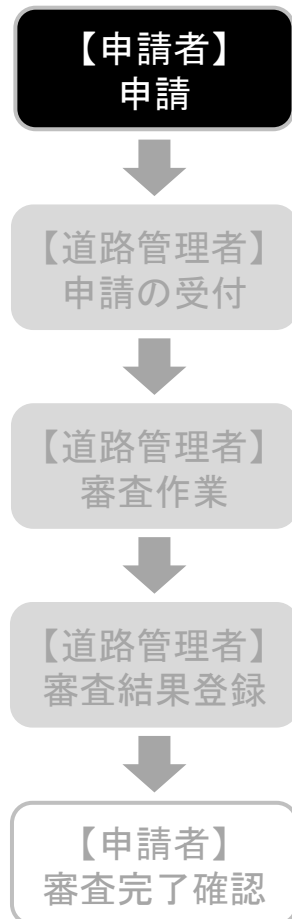 【申請者】
申請
【道路管理者】
申請の受付
【道路管理者】
審査作業
【道路管理者】
審査結果登録
【申請者】
審査完了確認